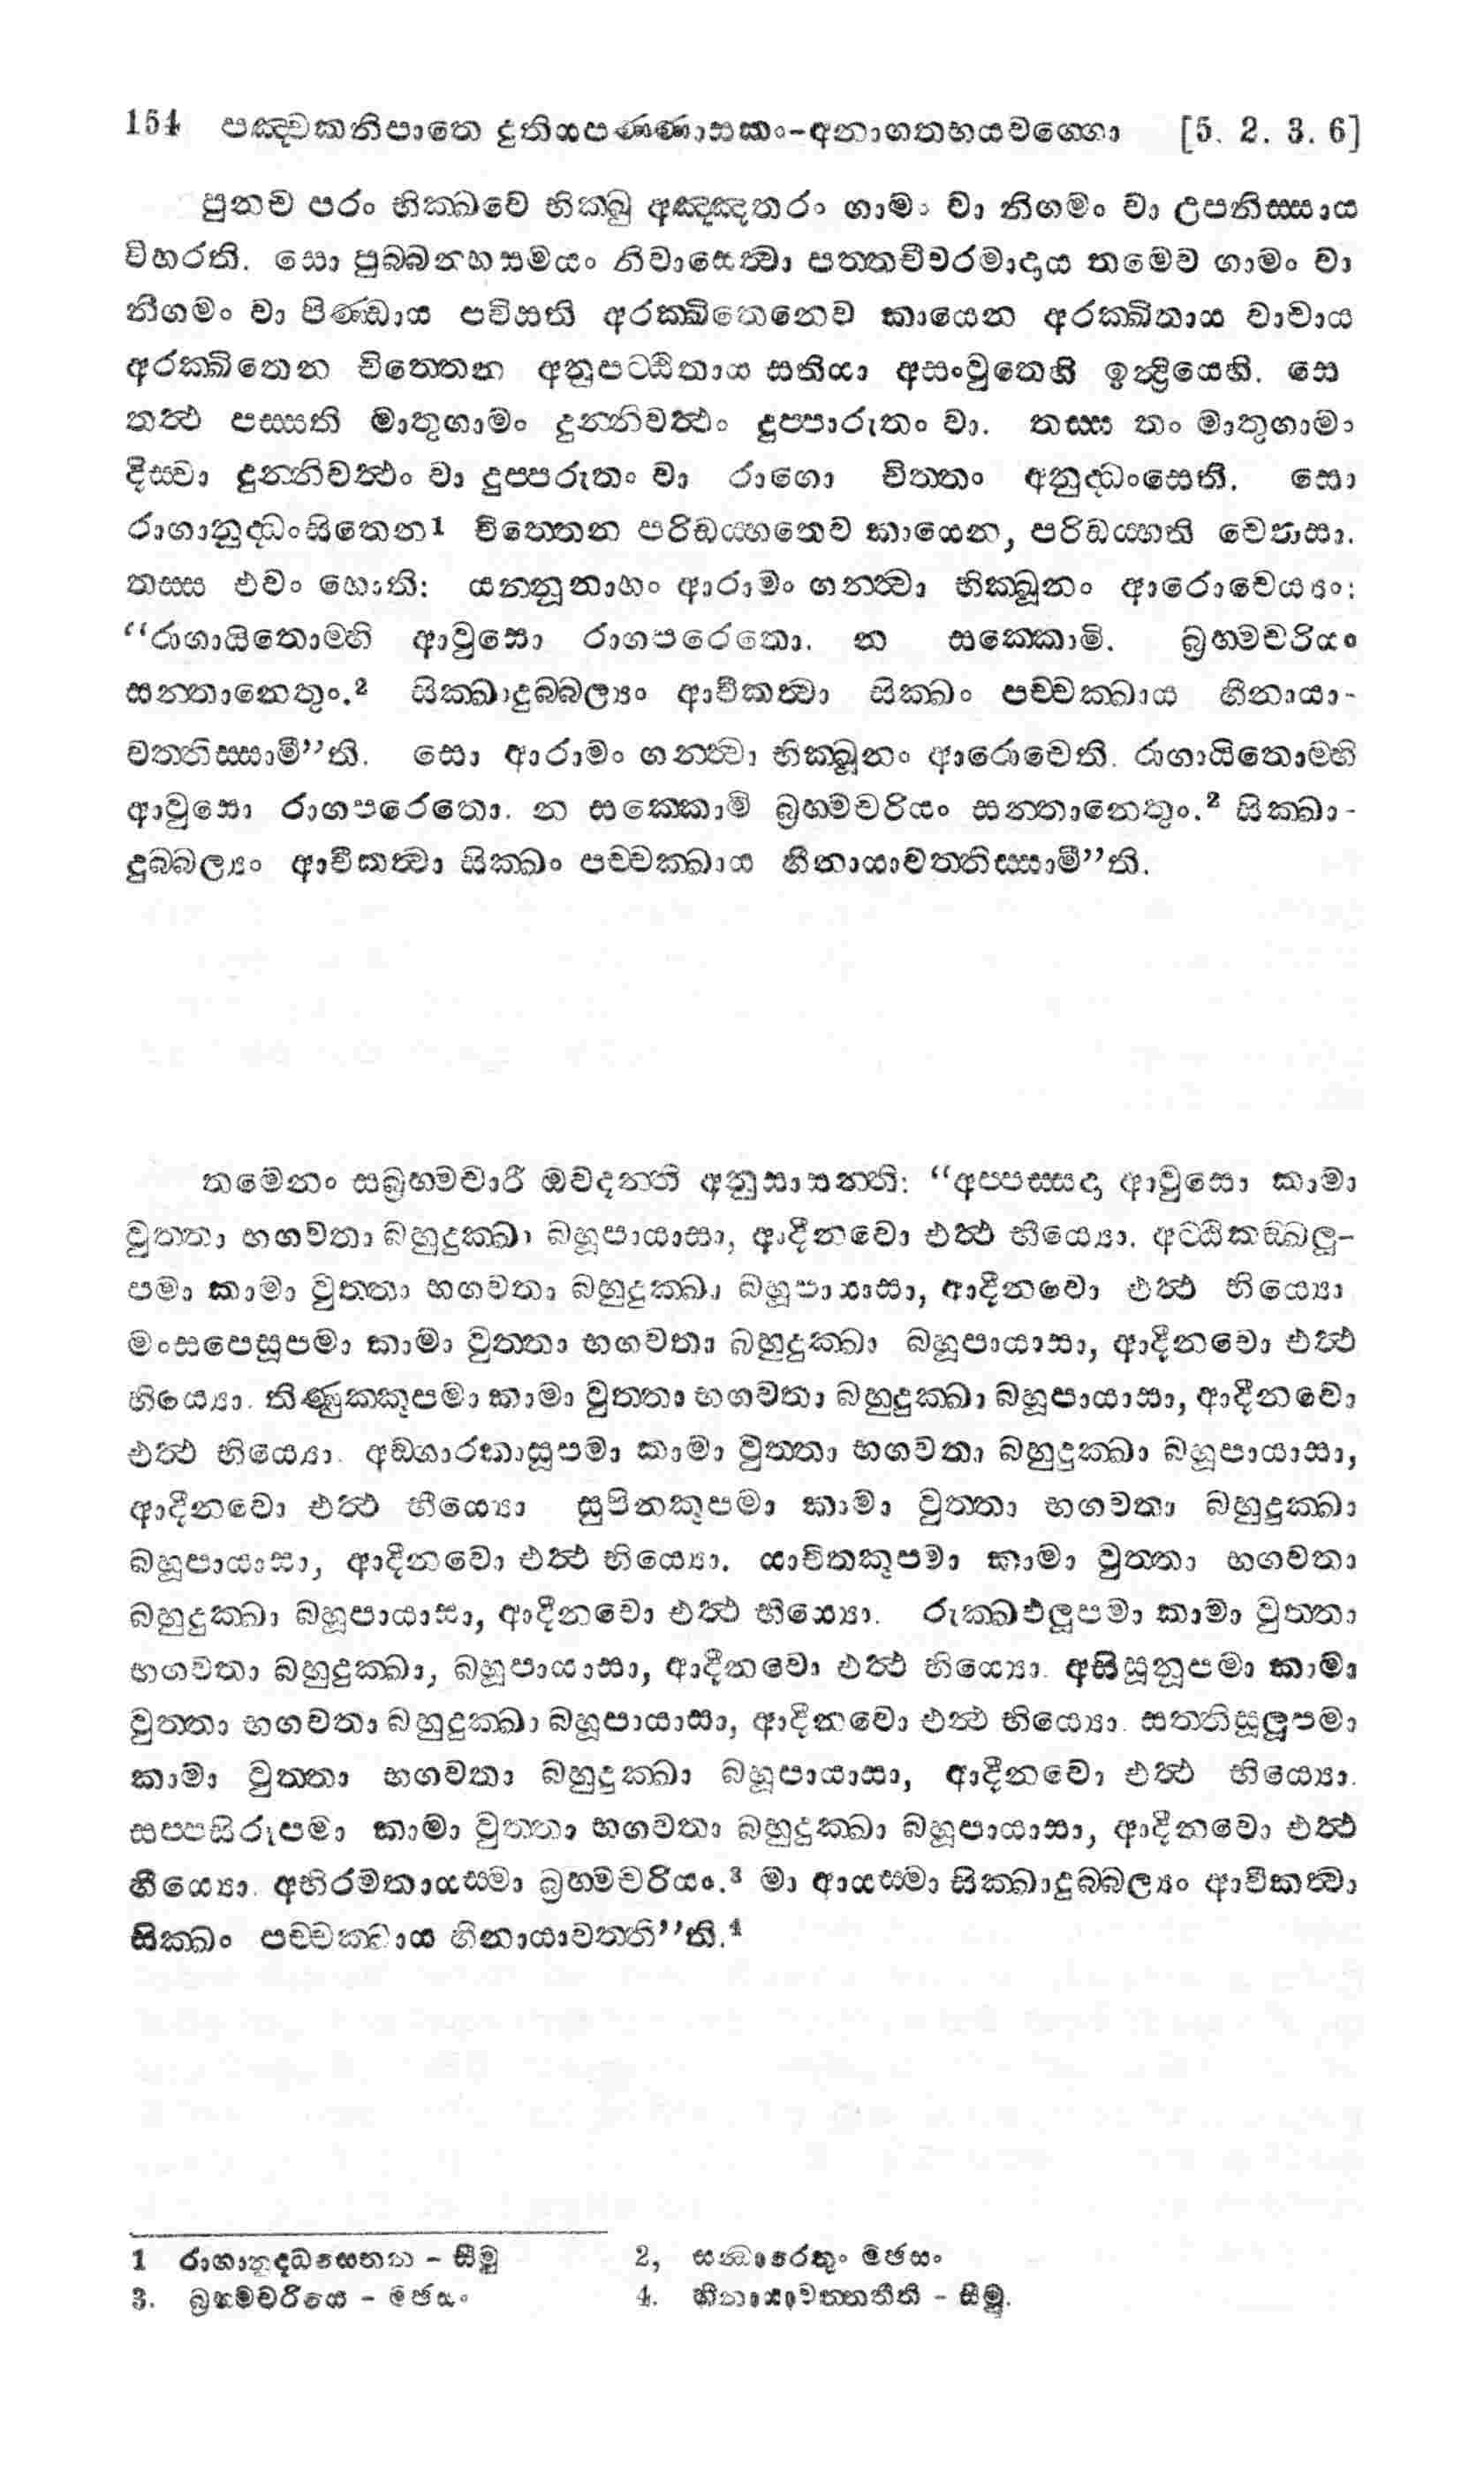 154 පඤ්චකනිපාතෙ දුතියපණ්ණාසකං-අනාගතභයවග්ගො [5. 2. 3. 6]
පුනච පරං භික්ඛවෙ භික්ඛු අඤ්ඤතරං ගාමං වා නිගමං වා උපනිස්සාය
විහරති. සො පුබ්බන්හසමයං නිවාසෙත්වා පත්තචීවරමාදාය තමෙව ගාමං වා
නිගමං වා පිණ්ඩාය පවිසති අරක්ඛිතෙනෙව කායෙන අරක්ඛිතාය වාචාය
අරක්ඛිතෙන චිත්තෙන අනුපට්ඨිතාය සතියා අසංවුතෙහි ඉන්ද්‍රියෙහි. සො
තත්ථ පස්සති මාතුගාමං දුන්නිවත්ථං දුප්පාරුතං වා. තස්ස තං මාතුගාමං
දිස්වා දුන්නිවත්ථං වා දුප්පරුතං වා රාගො චිත්තං අනුද්ධංසෙති. සො
රාගානුද්ධංසිතෙන1 චිත්තෙන පරිඩය්හතෙව කායෙන, පරිඩය්හති චෙතසා.
තස්ස එවං හොති: යන්නූනාහං ආරාමං ගන්ත්වා භික්ඛූනං ආරොචෙය්‍යං:
“රාගායිතොම්හි ආවුසො රාගපරෙතො. න සක්කොමි. බ්‍රහ්මචරියං
සන්තානෙතුං.2 සික්ඛාදුබ්බල්‍යං ආවීකත්වා සික්ඛං පච්චක්ඛාය හීනායා-
වත්තිස්සාමී”ති. සො ආරාමං ගන්ත්වා භික්ඛූනං ආරොචෙති. රාගායිතොම්හි
ආවුසො රාගපරෙතො. න සක්කොමි බ්‍රහ්මචරියං සන්තානෙතුං.2 සික්ඛා-
දුබ්බල්‍යං ආවීකත්වා සික්ඛං පච්චක්ඛාය හීනායාවත්තිස්සාමී”ති.
තමෙනං සබ්‍රහ්මචාරී ඔවදන්ති අනුසාසන්ති: “අප්පස්සදා ආවුසො කාමා
වුත්තා භගවතා බහුදුක්ඛා බහූපායාසා, ආදීනවො එත්ථ භීය්‍යො. අට්ඨිකඞ්ඛලූ-
පමා කාමා වුත්තා භගවතා බහුදුක්ඛා බහූපායාසා, ආදීනවො එත්ථ භිය්‍යො
මංසපෙසූපමා කාමා වුත්තා භගවතා බහුදුක්ඛා බහූපායාසා, ආදීනවො එත්ථ
භිය්‍යො. තිණුක්කූපමා කාමා වුත්තා භගවතා බහුදුක්ඛා බහූපායාසා, ආදීනවො
එත්ථ භිය්‍යො. අඞ්ගාරකාසූපමා කාමා වුත්තා භගවතා බහුදුක්ඛා බහූපායාසා,
ආදීනවො එත්ථ භීය්‍යො සුපිනකූපමා කාමා වුත්තා භගවතා බහුදුක්ඛා
බහූපායාසා, ආදීනවො එත්ථ භිය්‍යො. යාචිතකූපමා කාමා වුත්තා භගවතා
බහුදුක්ඛා බහූපායාසා, ආදීනවො එත්ථ භිය්‍යො. රුක්ඛඵලූපමා කාමා වුත්තා
භගවතා බහුදුක්ඛා, බහූපායාසා, ආදීනවො එත්ථ භිය්‍යො. අසිසූනූපමා කාමා
වුත්තා භගවතා බහුදුක්ඛා බහූපායාසා, ආදීනවො එත්ථ භිය්‍යො. සත්තිසූලූපමා
කාමා වුත්තා භගවතා බහුදුක්ඛා බහූපායාසා, ආදීනවො එත්ථ භිය්‍යො.
සප්පසිරූපමා කාමා වුත්තා භගවතා බහුදුක්ඛා බහූපායාසා, ආදීනවො එත්ථ
භීය්‍යො. අභිරමතායස්මා බ්‍රහ්මචරියං.3 මා ආයස්මා සික්ඛාදුබ්බල්‍යං ආවීකත්වා
සික්ඛං පච්චක්ඛාය හිනායාවත්තී”ති.4
1 රාගානුද්ධසෙතන - සීමු 2, සන්ධාරෙතුං මජසං
3. බ්‍රහ්මචරියෙ - මජසං 4. හීනායාවත්තතීති - සීමු.